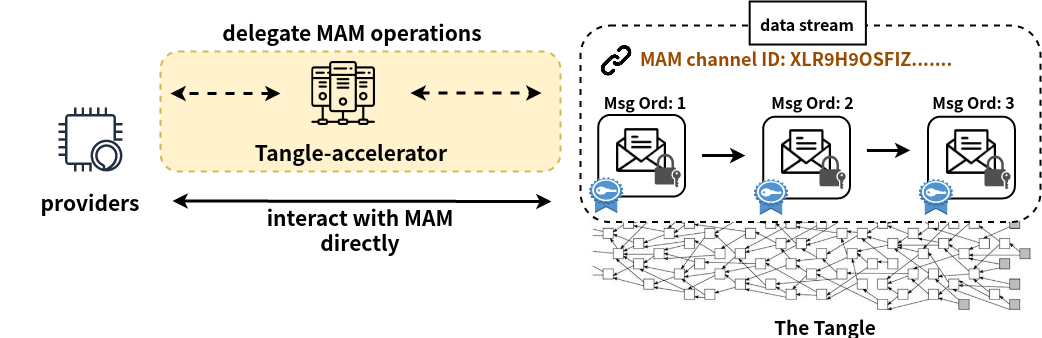 delegate MAM operations
Tangle-accelerator
providers
interact with MAM
directly
data stream
MAM channel ID: XLR9H9OSFIZ.......
Msg Ord: 1
Msg Ord: 2
Msg Ord: 3
The Tangle